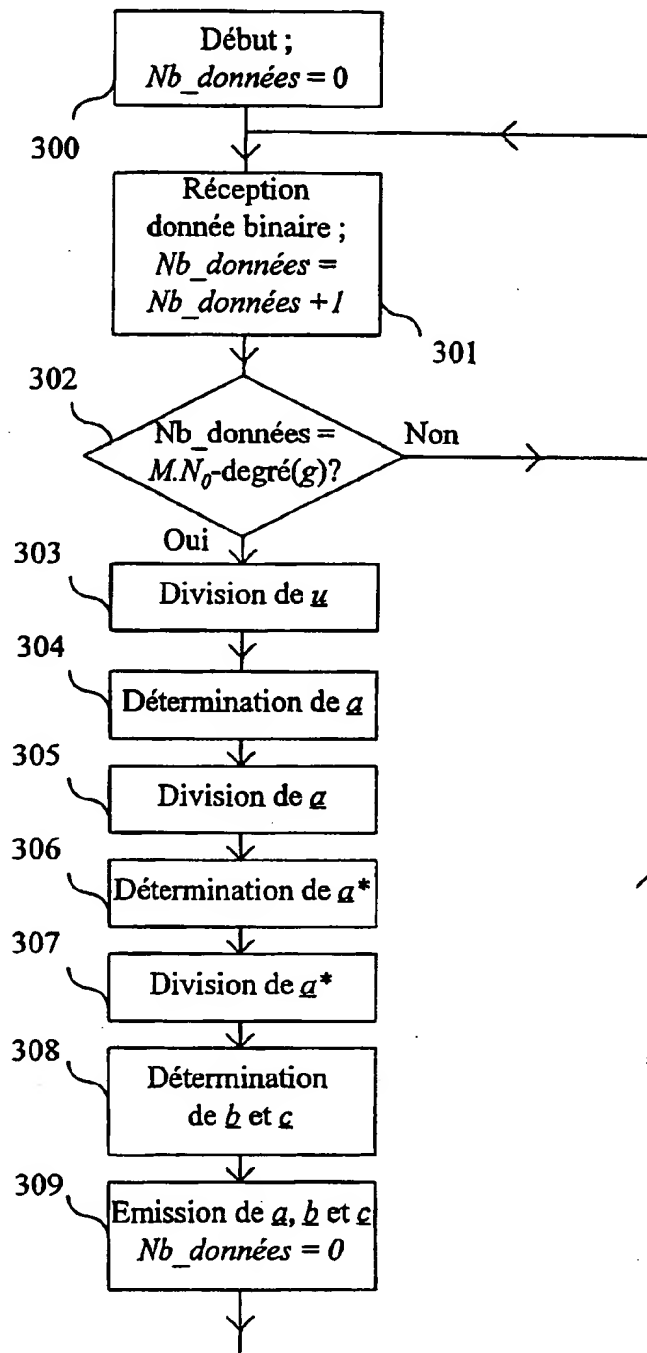 Début ;
Nb_données = 0
300
Réception
donnée binaire ;
Nb_données =
Nb_données +1
301
302
Nb_données =
M.N₀-degré(g)?
Non
Oui
303
Division de u
304
Détermination de a
305
Division de a
306
Détermination de a*
307
Division de a*
308
Détermination
de b et c
309
Emission de a, b et c
Nb_données = 0